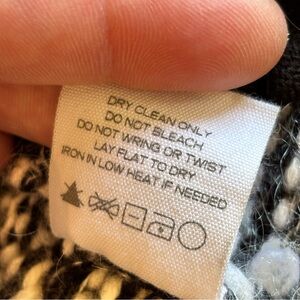 DRY CLEAN ONLY
DO NOT BLEACH
DO NOT WRING OR TWIST
LAY FLAT TO DRY
IRON IN LOW HEAT IF NEEDED